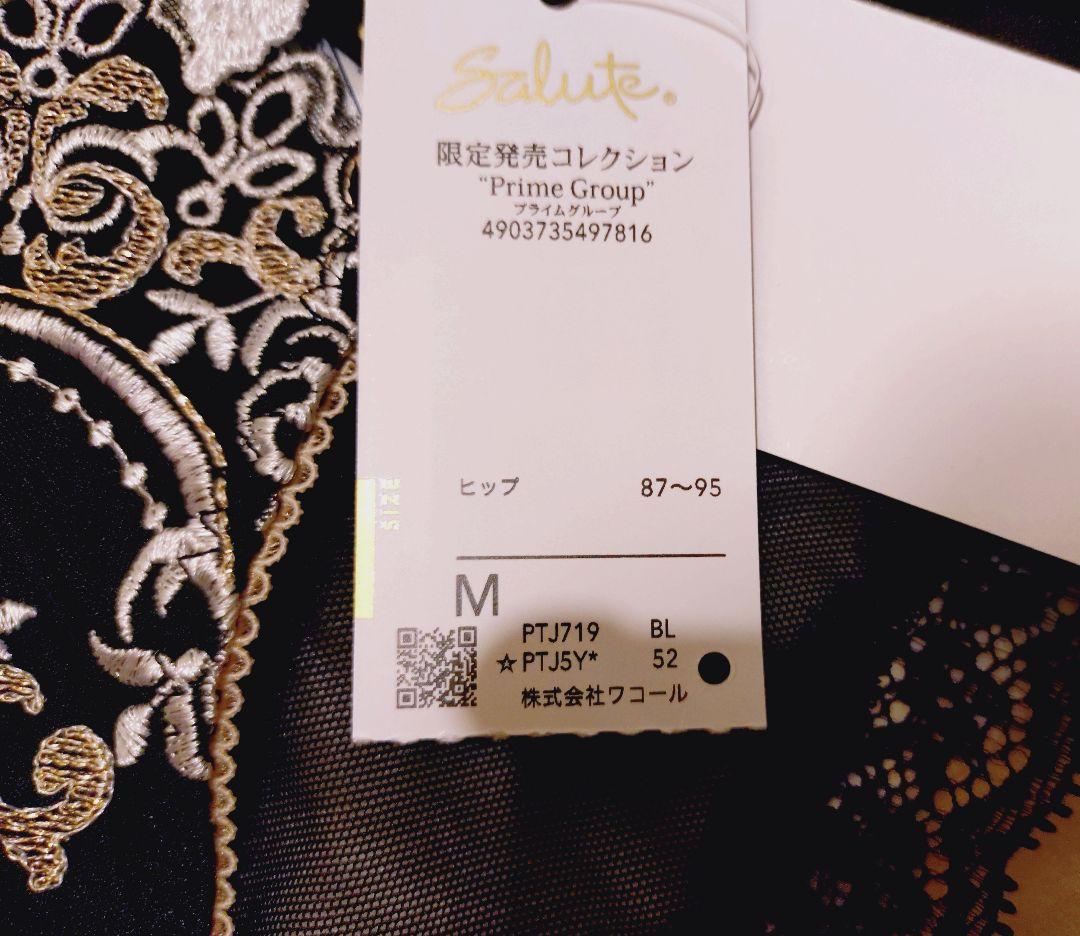 Salute®
限定発売コレクション
“Prime Group”
プライムグループ
4903735497816
SIZE
ヒップ 87〜95
M
PTJ719 BL
☆PTJ5Y* 52
株式会社ワコール